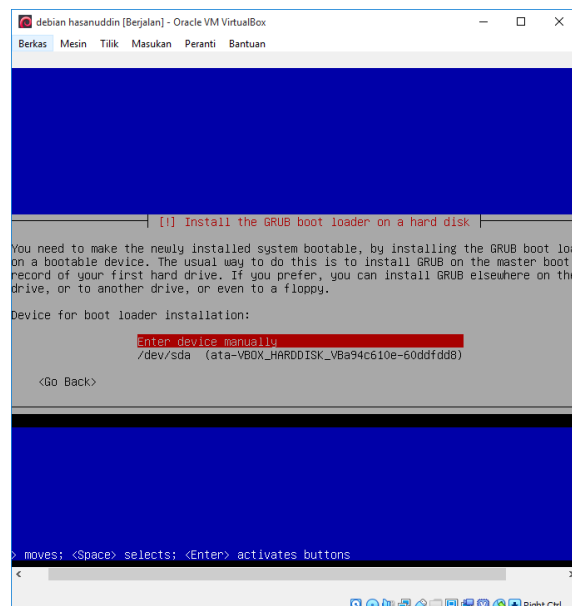 debian hasanuddin [Berjalan] - Oracle VM VirtualBox
Berkas Mesin Tilik Masukan Peranti Bantuan
[!] Install the GRUB boot loader on a hard disk
You need to make the newly installed system bootable, by installing the GRUB boot
on a bootable device. The usual way to do this is to install GRUB on the master boot
record of your first hard drive. If you prefer, you can install GRUB elsewhere on the
drive, or to another drive, or even to a floppy.
Device for boot loader installation:
Enter device manually
/dev/sda (ata-VBOX_HARDDISK_VBa94c610e-60ddfdd8)
<Go Back>
> moves; <Space> selects; <Enter> activates buttons
Right Ctrl